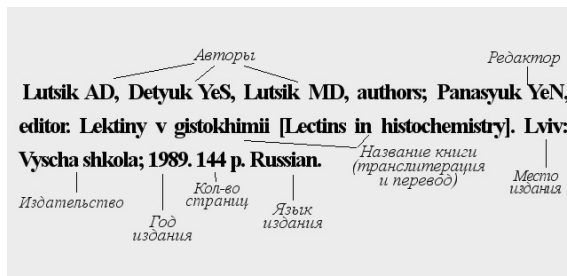 Авторы
Редактор
Lutsik AD, Detyuk YeS, Lutsik MD, authors; Panasyuk YeN,
editor. Lektiny v gistokhimii [Lectins in histochemistry]. Lviv:
Vyscha shkola; 1989. 144 p. Russian.
Название книги
(транслитерация
и перевод)
Место
издания
Издательство
Кол-во
страниц
Год
издания
Язык
издания